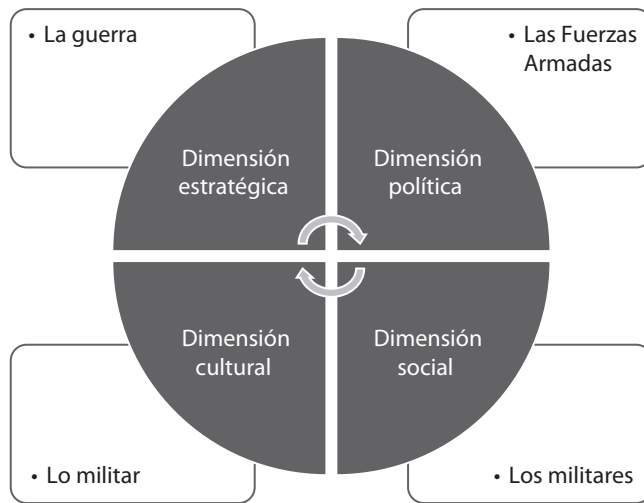 • La guerra
• Las Fuerzas
Armadas
Dimensión
estratégica
Dimensión
política
Dimensión
cultural
Dimensión
social
• Lo militar
• Los militares